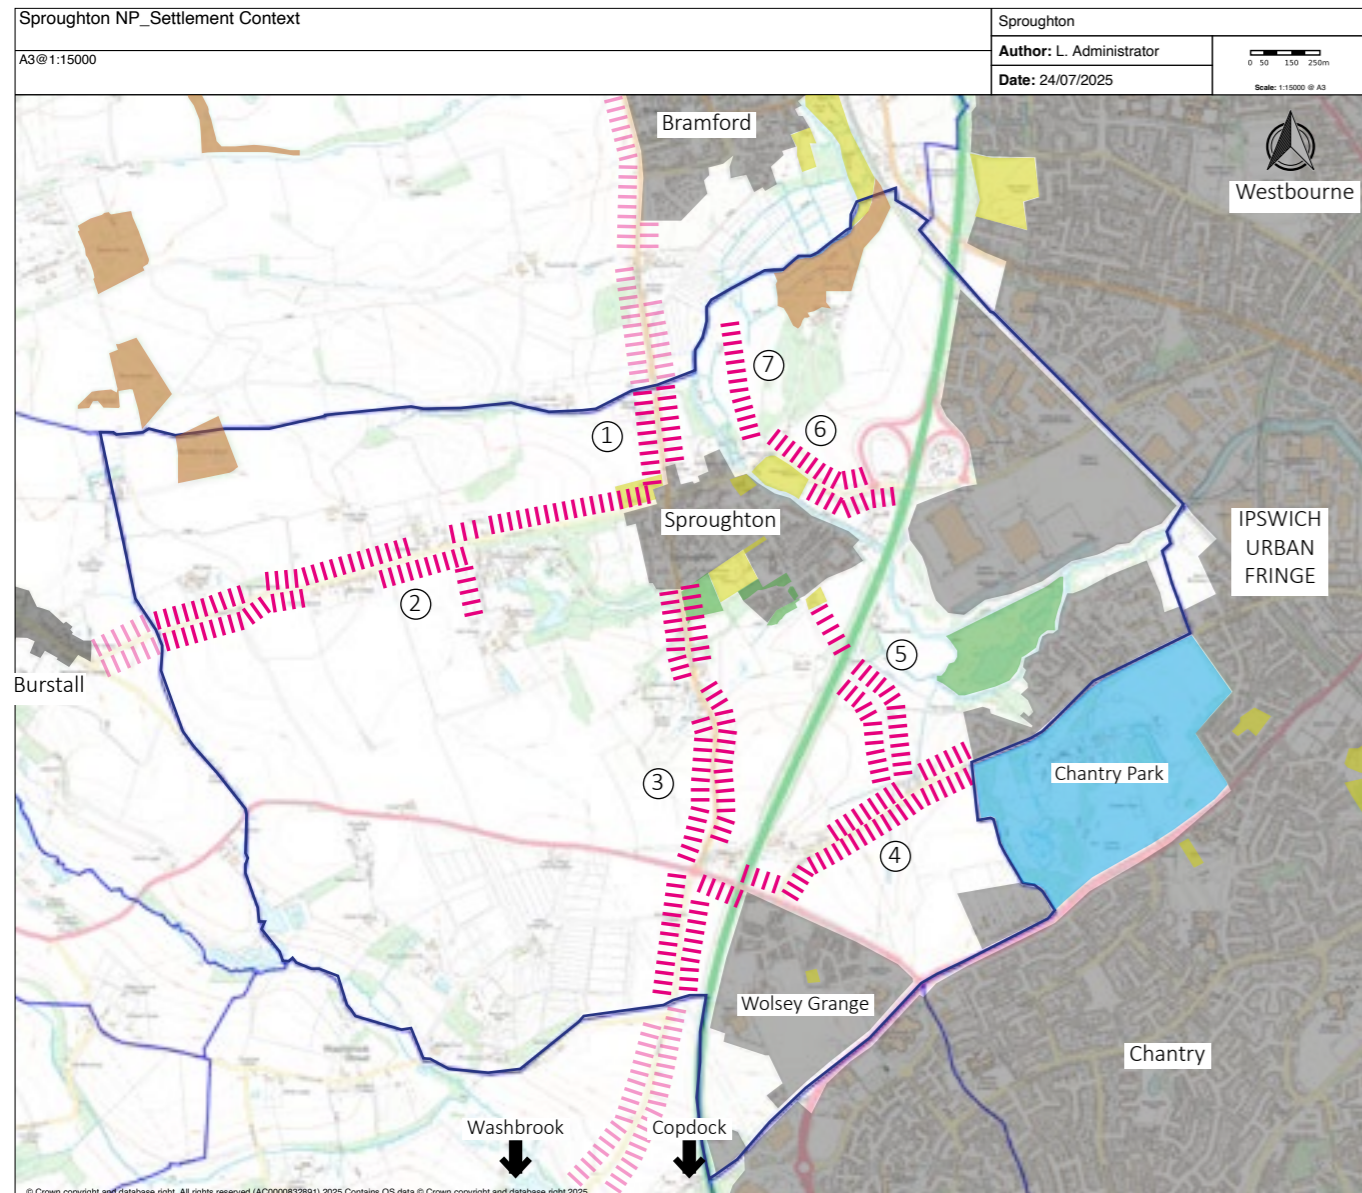 Sproughton NP_Settlement Context
A3@1:15000
Sproughton
Author: L. Administrator
Date: 24/07/2025
0 50 150 250m
Scale: 1:15000 @ A3
Bramford
Westbourne
7
6
1
Sproughton
IPSWICH
URBAN
FRINGE
2
5
Burstall
3
Chantry Park
4
Wolsey Grange
Chantry
Washbrook
Copdock
© Crown copyright and database right. All rights reserved (AC0000832891) 2025 Contains OS data © Crown copyright and database right 2025